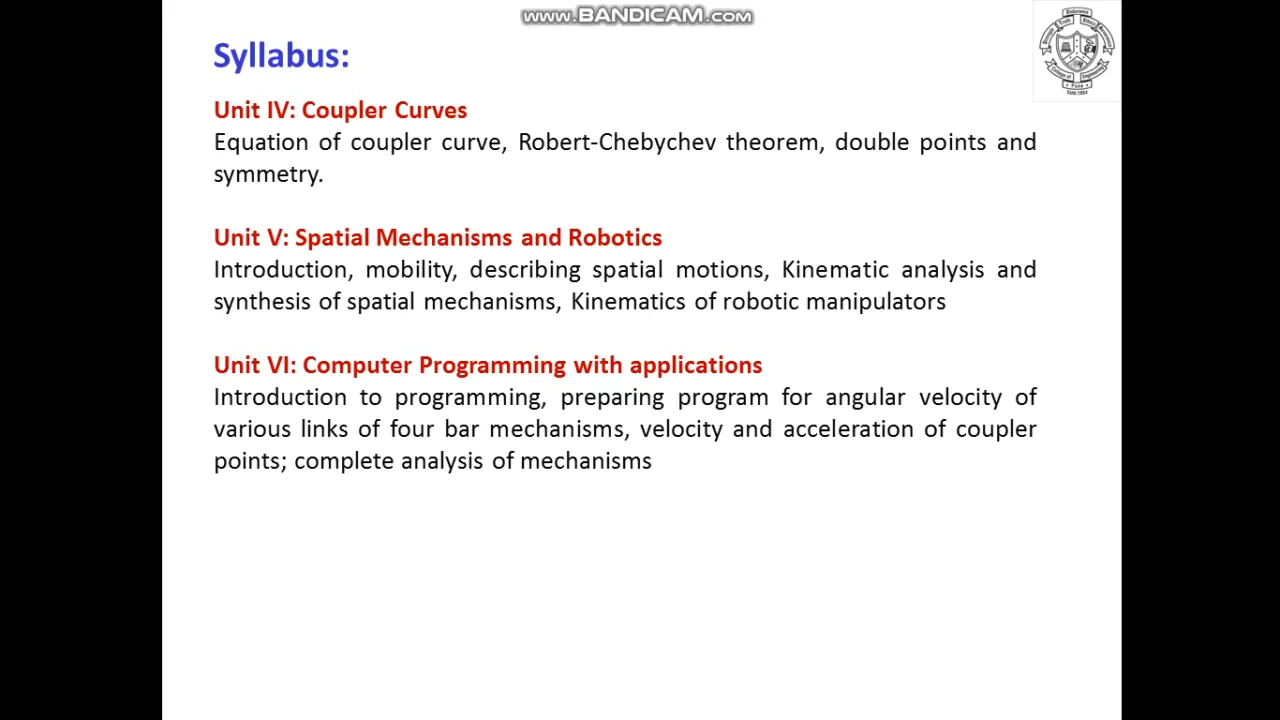 www.BANDICAM.com
Syllabus:
Unit IV: Coupler Curves
Equation of coupler curve, Robert-Chebychev theorem, double points and
symmetry.
Unit V: Spatial Mechanisms and Robotics
Introduction, mobility, describing spatial motions, Kinematic analysis and
synthesis of spatial mechanisms, Kinematics of robotic manipulators
Unit VI: Computer Programming with applications
Introduction to programming, preparing program for angular velocity of
various links of four bar mechanisms, velocity and acceleration of coupler
points; complete analysis of mechanisms